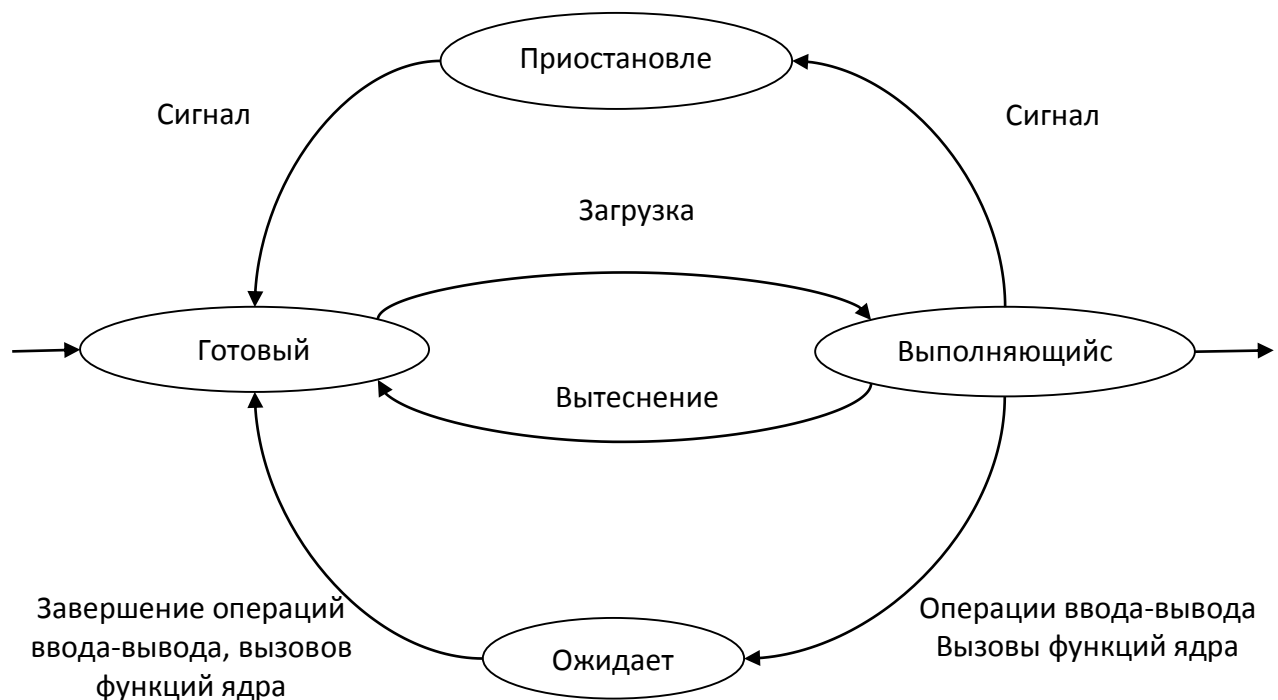 Приостановле
Сигнал
Сигнал
Загрузка
Готовый
Выполняющийс
Вытеснение
Завершение операций
ввода-вывода, вызовов
функций ядра
Ожидает
Операции ввода-вывода
Вызовы функций ядра